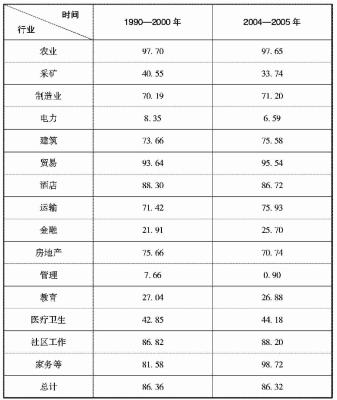 时间
行业
1990—2000 年
2004—2005 年
农业 97.70 97.65
采矿 40.55 33.74
制造业 70.19 71.20
电力 8.35 6.59
建筑 73.66 75.58
贸易 93.64 95.54
酒店 88.30 86.72
运输 71.42 75.93
金融 21.91 25.70
房地产 75.66 70.74
管理 7.66 0.90
教育 27.04 26.88
医疗卫生 42.85 44.18
社区工作 86.82 88.20
家务等 81.58 98.72
总计 86.36 86.32